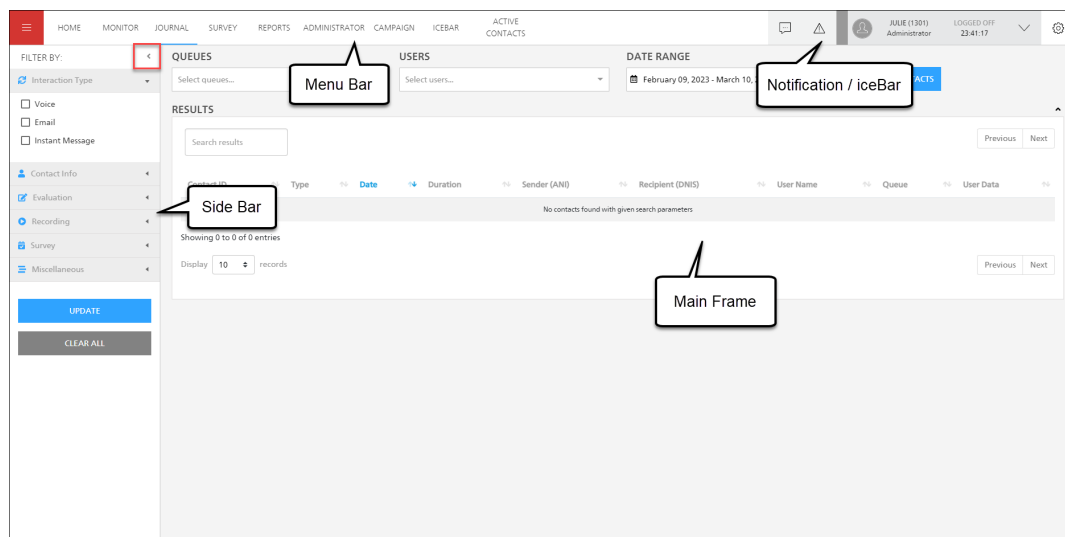 HOME MONITOR JOURNAL SURVEY REPORTS ADMINISTRATOR CAMPAIGN ICEBAR ACTIVE CONTACTS
JULIE (1301) LOGGED OFF
Administrator 23:41:17
FILTER BY:
QUEUES USERS DATE RANGE
Interaction Type
Select queues... Select users... February 09, 2023 - March 10,
Menu Bar
Notification / iceBar
Voice
Email
Instant Message
RESULTS
Search results
Previous Next
Contact Info
Evaluation
Recording
Survey
Miscellaneous
Side Bar
Contact ID Type Date Duration Sender (ANI) Recipient (DNIS) User Name Queue User Data
No contacts found with given search parameters
Showing 0 to 0 of 0 entries
Display 10 records
Previous Next
Main Frame
UPDATE
CLEAR ALL